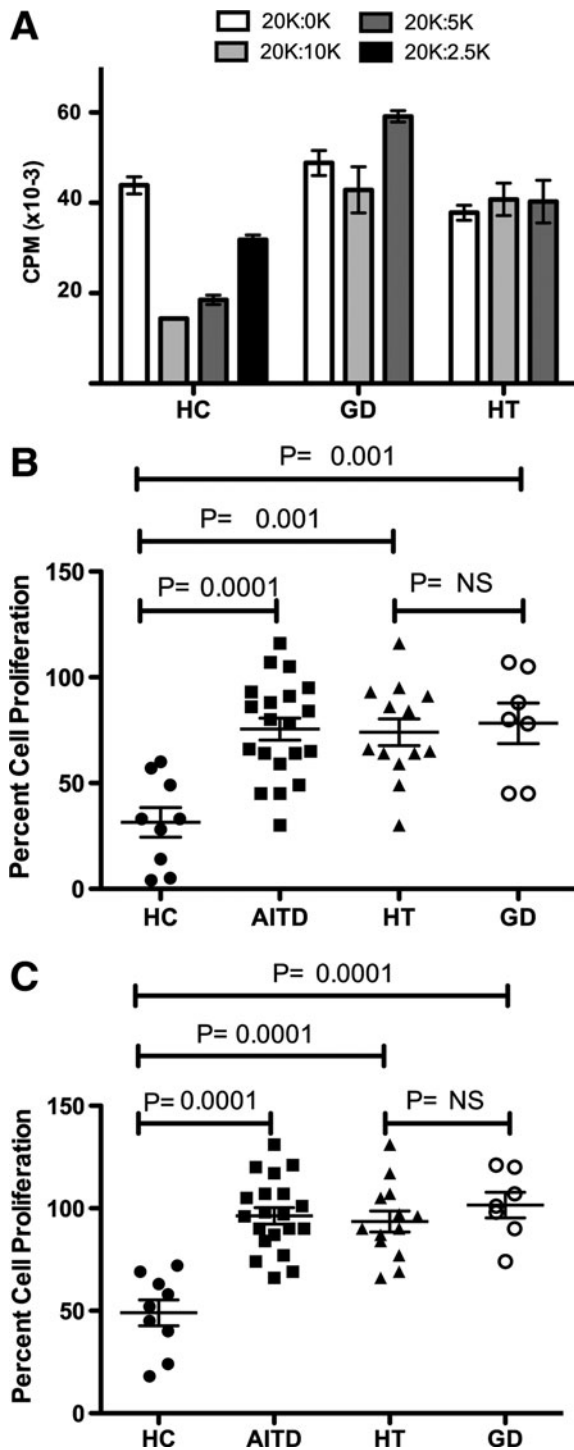 A
20K:0K 20K:5K
20K:10K 20K:2.5K
CPM (x10-3)
60
40
20
HC GD HT
B
P= 0.001
P= 0.001
P= 0.0001
P= NS
Percent Cell Proliferation
150
100
50
0
HC AITD HT GD
C
P= 0.0001
P= 0.0001
P= 0.0001
P= NS
Percent Cell Proliferation
150
100
50
0
HC AITD HT GD